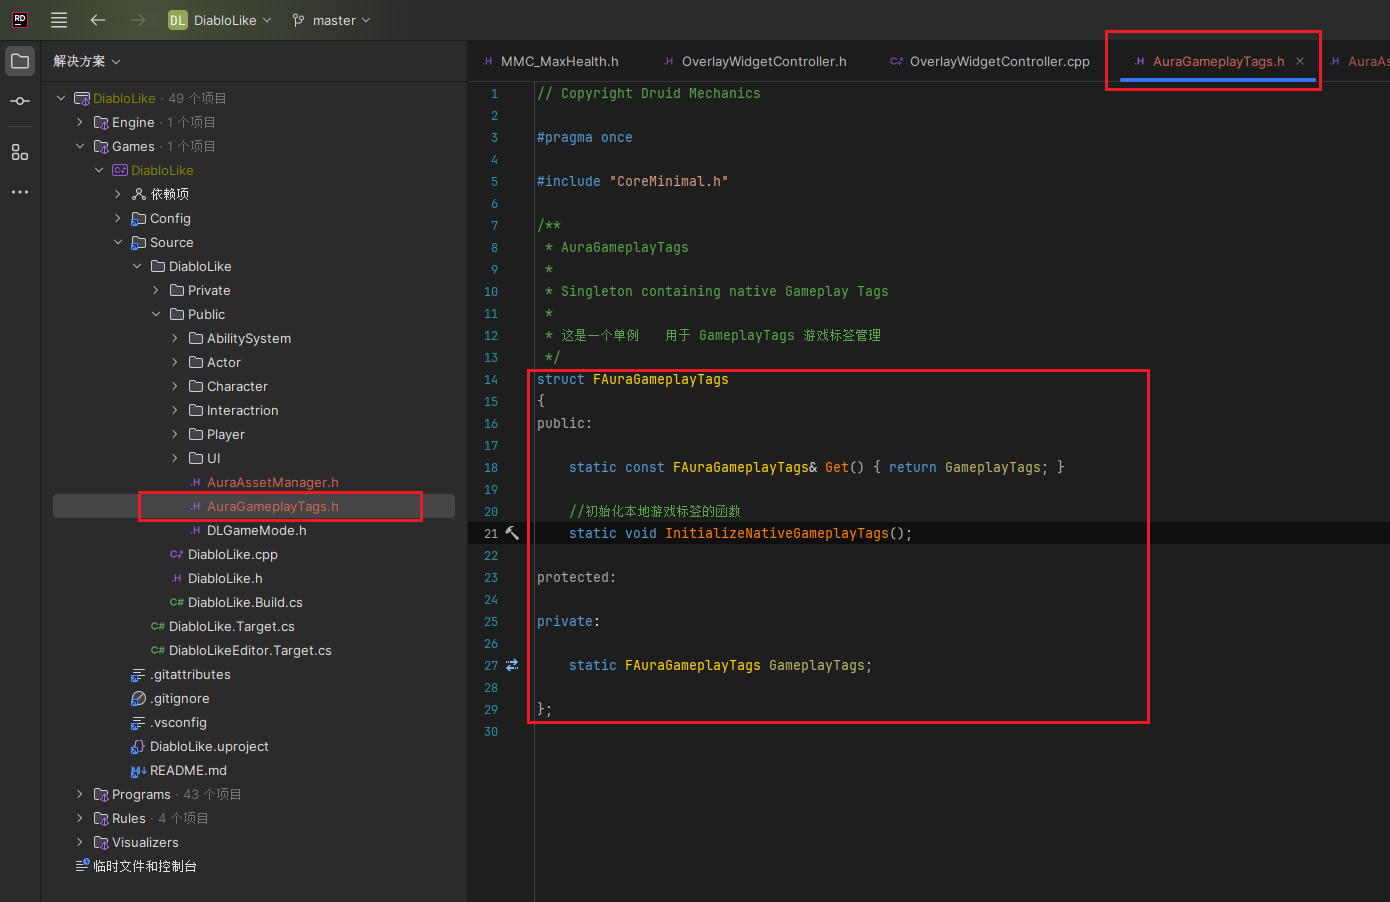 RD
DL DiabloLike
master
解决方案
MMC_MaxHealth.h
OverlayWidgetController.h
OverlayWidgetController.cpp
AuraGameplayTags.h
AuraAs
DiabloLike · 49 个项目
Engine · 1 个项目
Games · 1 个项目
DiabloLike
依赖项
Config
Source
DiabloLike
Private
Public
AbilitySystem
Actor
Character
Interactrion
Player
UI
.H AuraAssetManager.h
.H AuraGameplayTags.h
.H DLGameMode.h
C+ DiabloLike.cpp
.H DiabloLike.h
C# DiabloLike.Build.cs
C# DiabloLike.Target.cs
C# DiabloLikeEditor.Target.cs
.gitattributes
.gitignore
.vsconfig
DiabloLike.uproject
README.md
Programs · 43 个项目
Rules · 4 个项目
Visualizers
临时文件和控制台
1 // Copyright Druid Mechanics
2
3 #pragma once
4
5 #include "CoreMinimal.h"
6
7 /**
8 * AuraGameplayTags
9 *
10 * Singleton containing native Gameplay Tags
11 *
12 * 这是一个单例 用于 GameplayTags 游戏标签管理
13 */
14 struct FAuraGameplayTags
15 {
16 public:
17
18 static const FAuraGameplayTags& Get() { return GameplayTags; }
19
20 //初始化本地游戏标签的函数
21 static void InitializeNativeGameplayTags();
22
23 protected:
24
25 private:
26
27 static FAuraGameplayTags GameplayTags;
28
29 };
30